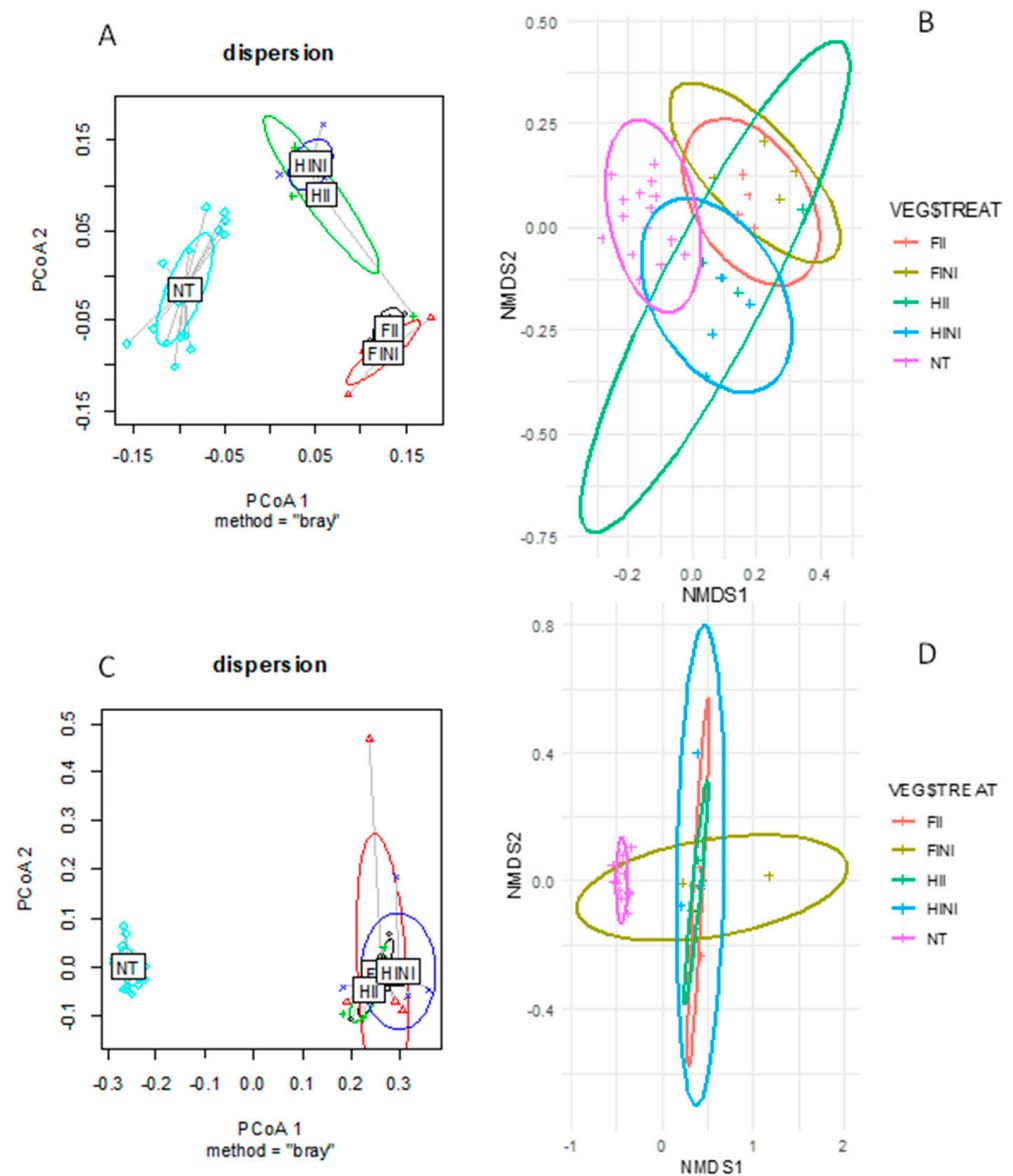 A
dispersion
PCoA 2
0.15
0.05
-0.05
-0.15
HINI
HII
NT
FII
FINI
-0.15 -0.05 0.05 0.15
PCoA 1
method = "bray"
B
NMDS2
0.50
0.25
0.00
-0.25
-0.50
-0.75
-0.2 0.0 0.2 0.4
NMDS1
VEG$TREAT
FII
FINI
HII
HINI
NT
C
dispersion
PCoA 2
0.5
0.4
0.3
0.2
0.1
0.0
-0.1
NT
HINI
HII
-0.3 -0.2 -0.1 0.0 0.1 0.2 0.3
PCoA 1
method = "bray"
D
NMDS2
0.8
0.4
0.0
-0.4
-1 0 1 2
NMDS1
VEG$TREAT
FII
FINI
HII
HINI
NT